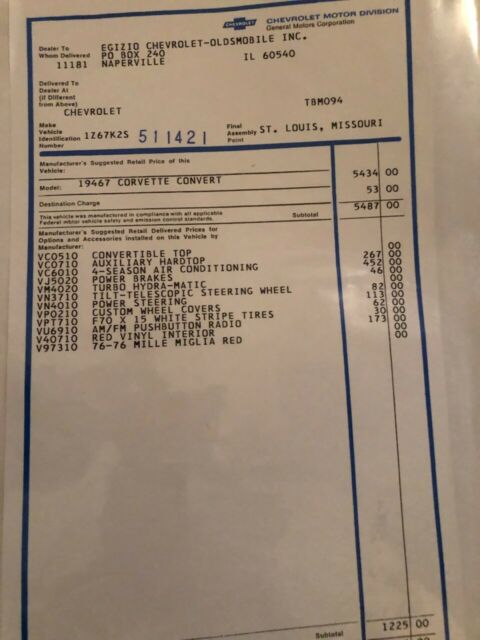 CHEVROLET CHEVROLET MOTOR DIVISION
General Motors Corporation
Dealer To
Whom Delivered
EGIZIO CHEVROLET-OLDSMOBILE INC.
PO BOX 240
11181 NAPERVILLE IL 60540
Delivered To
Dealer At
(If Different
from Above)
TBM094
CHEVROLET
Make
Vehicle
Identification
Number
1Z67K2S 511421
Final
Assembly
Point
ST. LOUIS, MISSOURI
Manufacturer's Suggested Retail Price of this
Vehicle: 5434 00
Model: 19467 CORVETTE CONVERT 53 00
Destination Charge 5487 00
This vehicle was manufactured in compliance with all applicable
Federal motor vehicle safety and emission control standards. Subtotal
Manufacturer's Suggested Retail Delivered Prices for
Options and Accessories installed on this Vehicle by
Manufacturer: 00
VC0510 CONVERTIBLE TOP 267 00
VC0710 AUXILIARY HARDTOP 452 00
VC6010 4-SEASON AIR CONDITIONING 46 00
VJ5020 POWER BRAKES 00
VM4020 TURBO HYDRA-MATIC 82 00
VN3710 TILT-TELESCOPIC STEERING WHEEL 113 00
VN4010 POWER STEERING 62 00
VPO210 CUSTOM WHEEL COVERS 30 00
VPT710 F70 X 15 WHITE STRIPE TIRES 173 00
VU6910 AM/FM PUSHBUTTON RADIO 00
V40710 RED VINYL INTERIOR 00
V97310 76-76 MILLE MIGLIA RED
Subtotal 1225 00